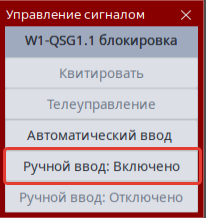 Управление сигналом
W1-QSG1.1 блокировка
Квитировать
Телеуправление
Автоматический ввод
Ручной ввод: Включено
Ручной ввод: Отключено